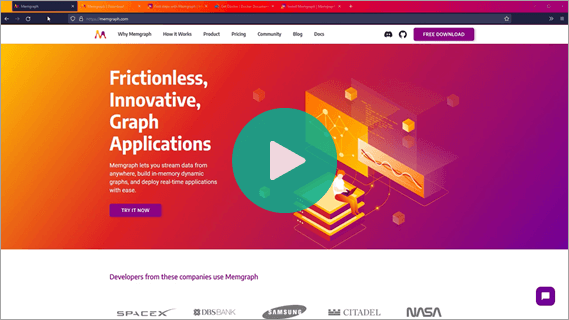 Memgraph
https://memgraph.com
Why Memgraph How It Works Product Pricing Community Blog Docs
FREE DOWNLOAD
Frictionless,
Innovative,
Graph
Applications
Memgraph lets you stream data from
anywhere, build in-memory dynamic
graphs, and deploy real-time applications
with ease.
TRY IT NOW
Developers from these companies use Memgraph
SPACEX DBS BANK SAMSUNG CITADEL NASA